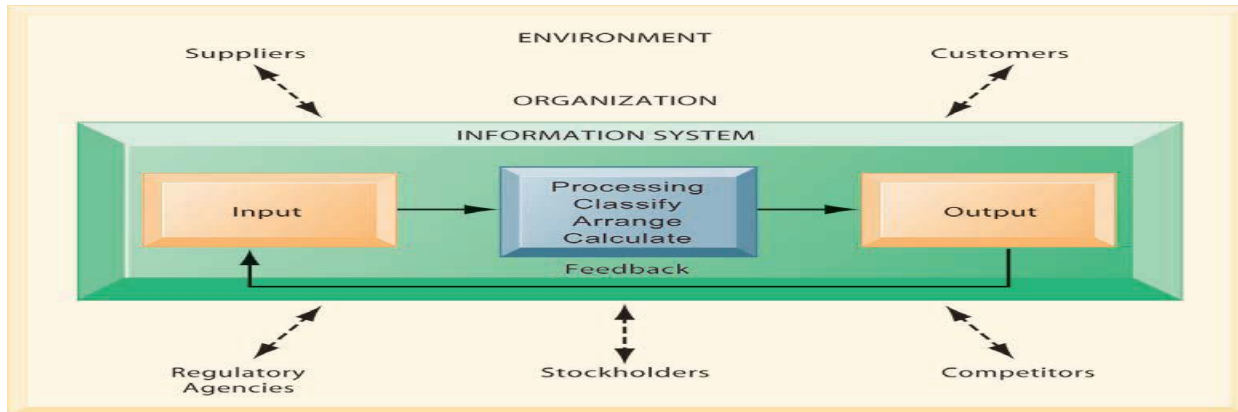 ENVIRONMENT
Suppliers
Customers
ORGANIZATION
INFORMATION SYSTEM
Input
Processing
Classify
Arrange
Calculate
Output
Feedback
Regulatory
Agencies
Stockholders
Competitors